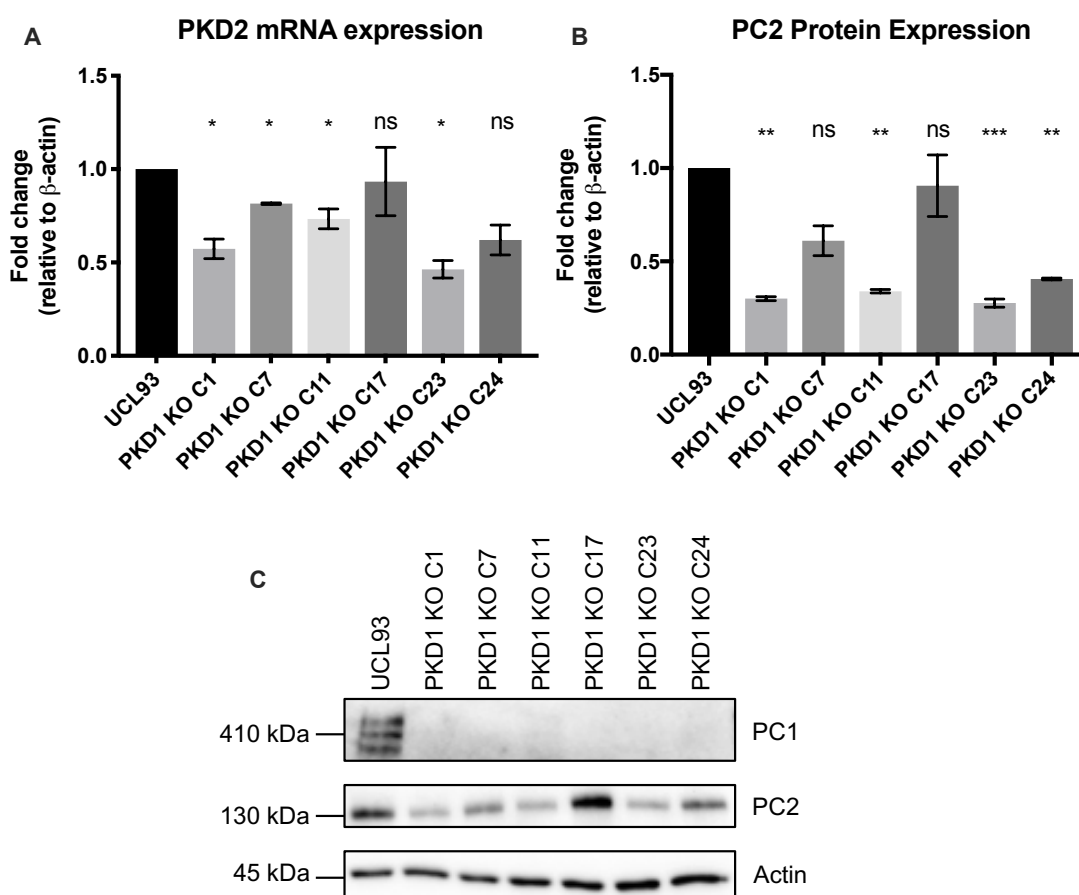 A
PKD2 mRNA expression
Fold change
(relative to β-actin)
1.5
1.0
0.5
0.0
* * * ns * ns
UCL93
PKD1 KO C1
PKD1 KO C7
PKD1 KO C11
PKD1 KO C17
PKD1 KO C23
PKD1 KO C24
B
PC2 Protein Expression
Fold change
(relative to β-actin)
1.5
1.0
0.5
0.0
** ns ** ns *** **
UCL93
PKD1 KO C1
PKD1 KO C7
PKD1 KO C11
PKD1 KO C17
PKD1 KO C23
PKD1 KO C24
C
UCL93
PKD1 KO C1
PKD1 KO C7
PKD1 KO C11
PKD1 KO C17
PKD1 KO C23
PKD1 KO C24
410 kDa PC1
130 kDa PC2
45 kDa Actin